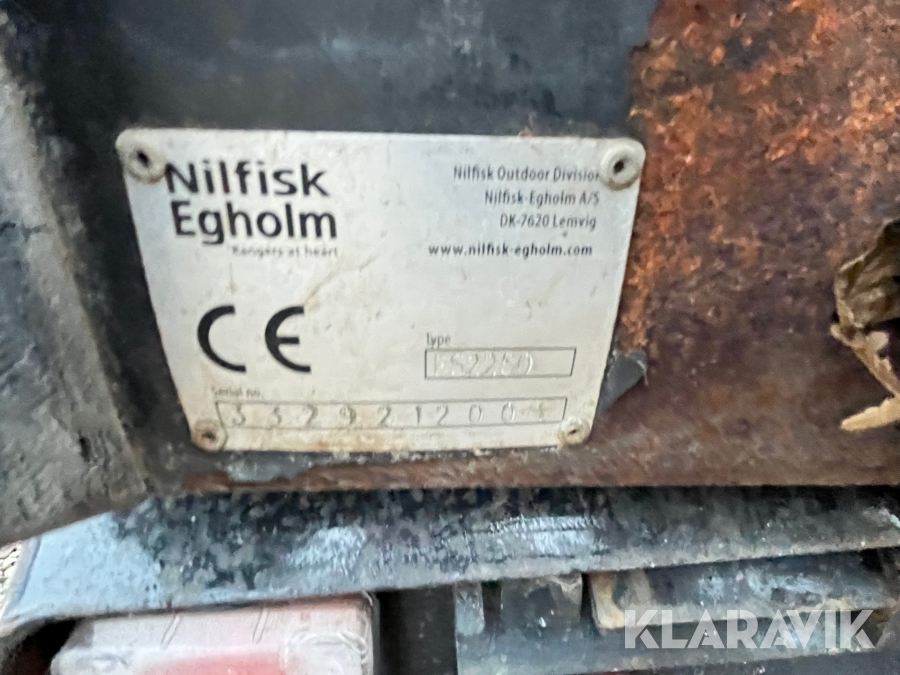 Nilfisk
Egholm
Rangers at heart
Nilfisk Outdoor Division
Nilfisk-Egholm A/S
DK-7620 Lemvig
www.nilfisk-egholm.com
CE
Type
Serial no.
KLARAVIK